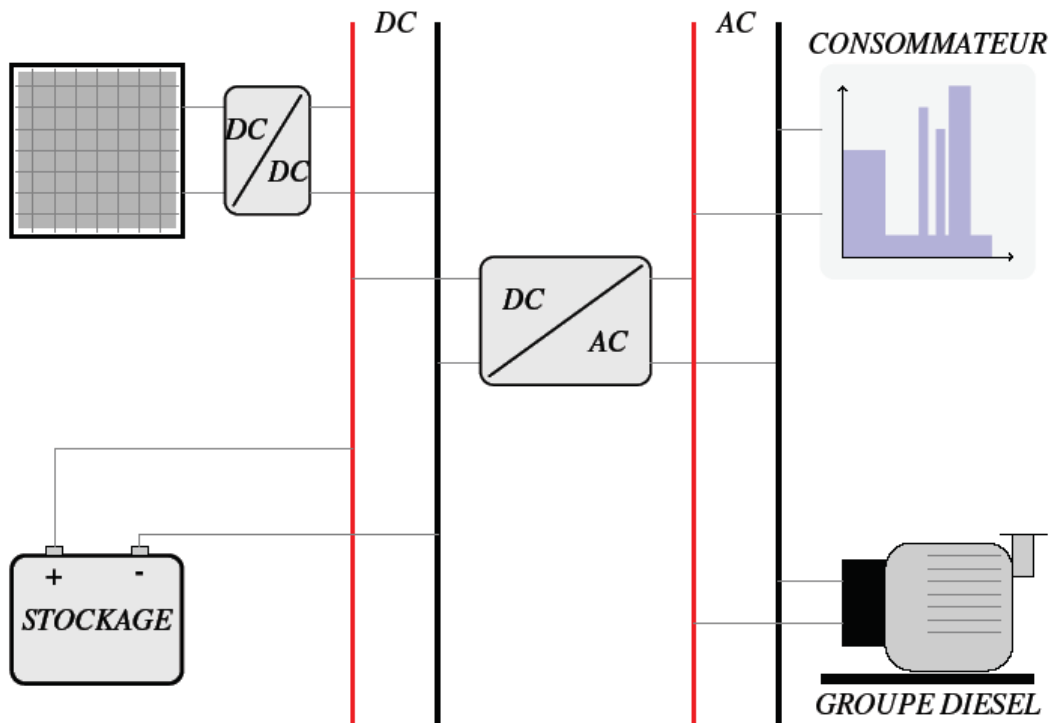 DC
AC
CONSOMMATEUR
DC
DC
DC
AC
+ -
STOCKAGE
GROUPE DIESEL